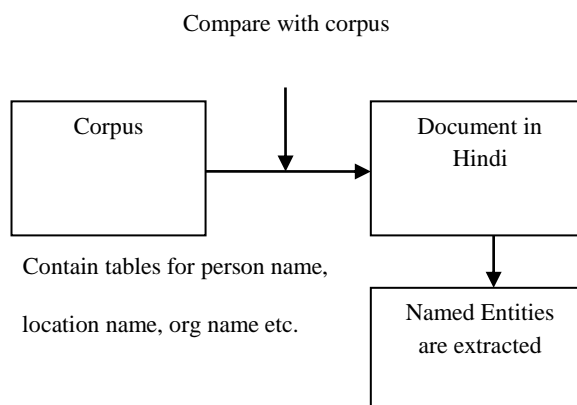 Compare with corpus
Corpus
Document in
Hindi
Contain tables for person name,
location name, org name etc.
Named Entities
are extracted